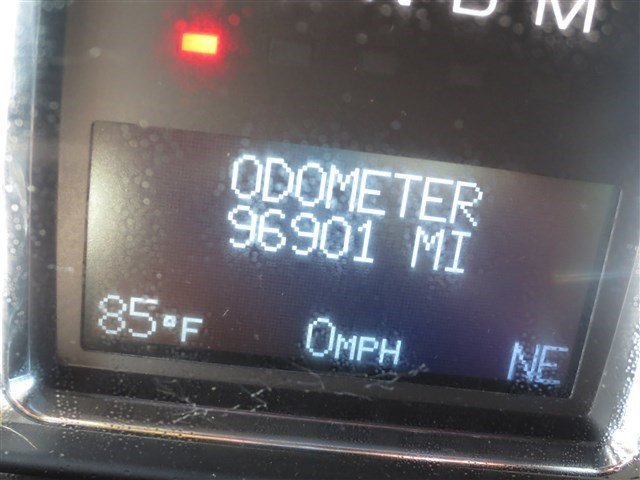 N D M
ODOMETER
96901 MI
85°F 0MPH NE